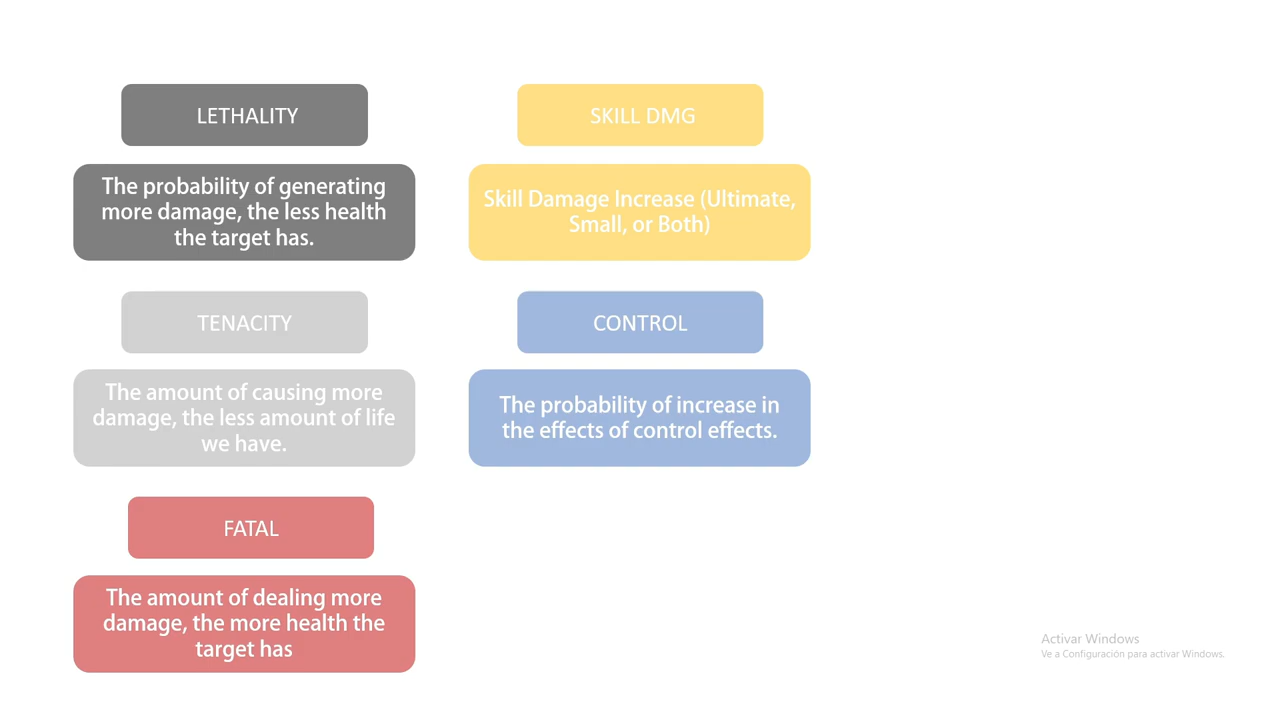 LETHALITY
The probability of generating
more damage, the less health
the target has.
TENACITY
The amount of causing more
damage, the less amount of life
we have.
FATAL
The amount of dealing more
damage, the more health the
target has
SKILL DMG
Skill Damage Increase (Ultimate,
Small, or Both)
CONTROL
The probability of increase in
the effects of control effects.
Activar Windows
Ve a Configuración para activar Windows.